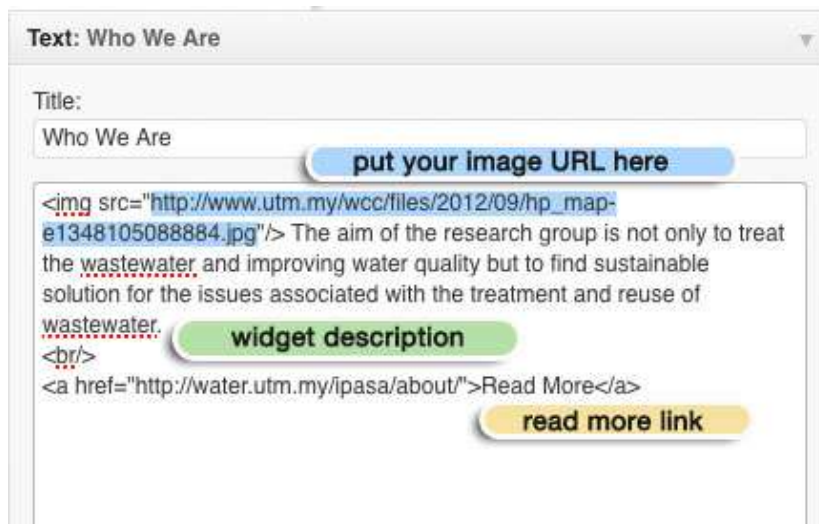 Text: Who We Are
Title:
Who We Are
put your image URL here
<img src="http://www.utm.my/wcc/files/2012/09/hp_map-
e1348105088884.jpg"/> The aim of the research group is not only to treat
the wastewater and improving water quality but to find sustainable
solution for the issues associated with the treatment and reuse of
wastewater.
widget description
<br/>
<a href="http://water.utm.my/ipasa/about/">Read More</a>
read more link